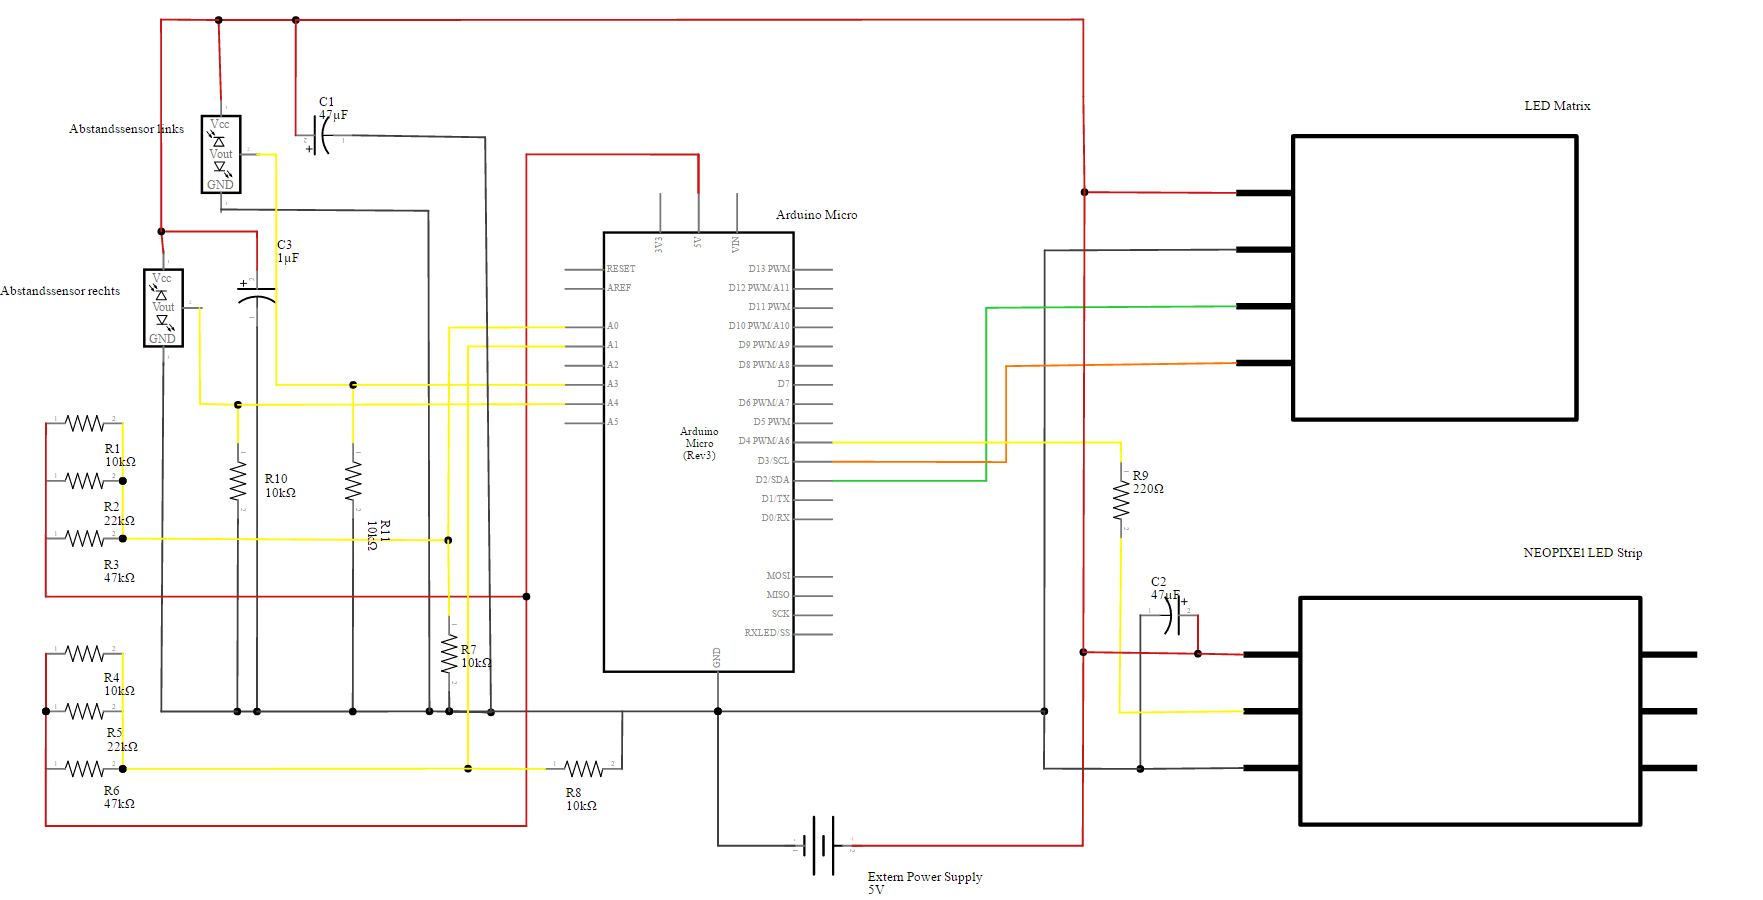 C1
47µF
LED Matrix
Abstandssensor links
Vcc
Vout
GND
Arduino Micro
3V3
5V
VIN
C3
1µF
Abstandssensor rechts
Vcc
Vout
GND
RESET
AREF
A0
A1
A2
A3
A4
A5
D13 PWM
D12 PWM/A11
D11 PWM
D10 PWM/A10
D9 PWM/A9
D8 PWM/A8
D7
D6 PWM/A7
D5 PWM
D4 PWM/A6
D3/SCL
D2/SDA
D1/TX
D0/RX
MOSI
MISO
SCK
RXLED/SS
GND
Arduino
Micro
(Rev3)
R1
10kΩ
R2
22kΩ
R3
47kΩ
R10
10kΩ
R11
10kΩ
R9
220Ω
NEOPIXEl LED Strip
C2
47µF
R4
10kΩ
R5
22kΩ
R6
47kΩ
R7
10kΩ
R8
10kΩ
Extern Power Supply
5V